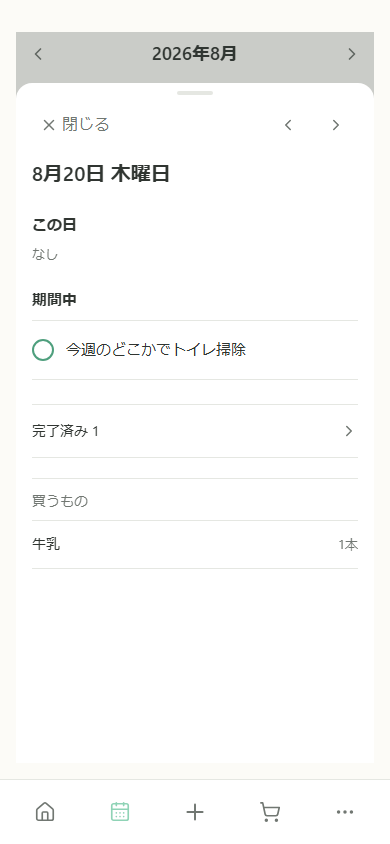 2026年8月
閉じる
8月20日 木曜日
この日
なし
期間中
今週のどこかでトイレ掃除
完了済み 1
買うもの
牛乳 1本